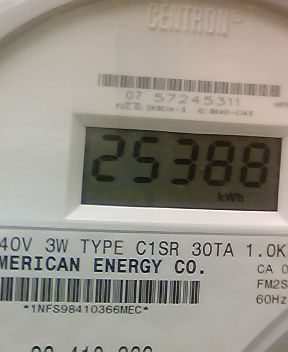 CENTRON®
07 57245311
25388
kWh
40V 3W TYPE C1SR 30TA 1.0K
MERICAN ENERGY CO.
CA 0
FM2S
60Hz
*1NFS98410366MEC*